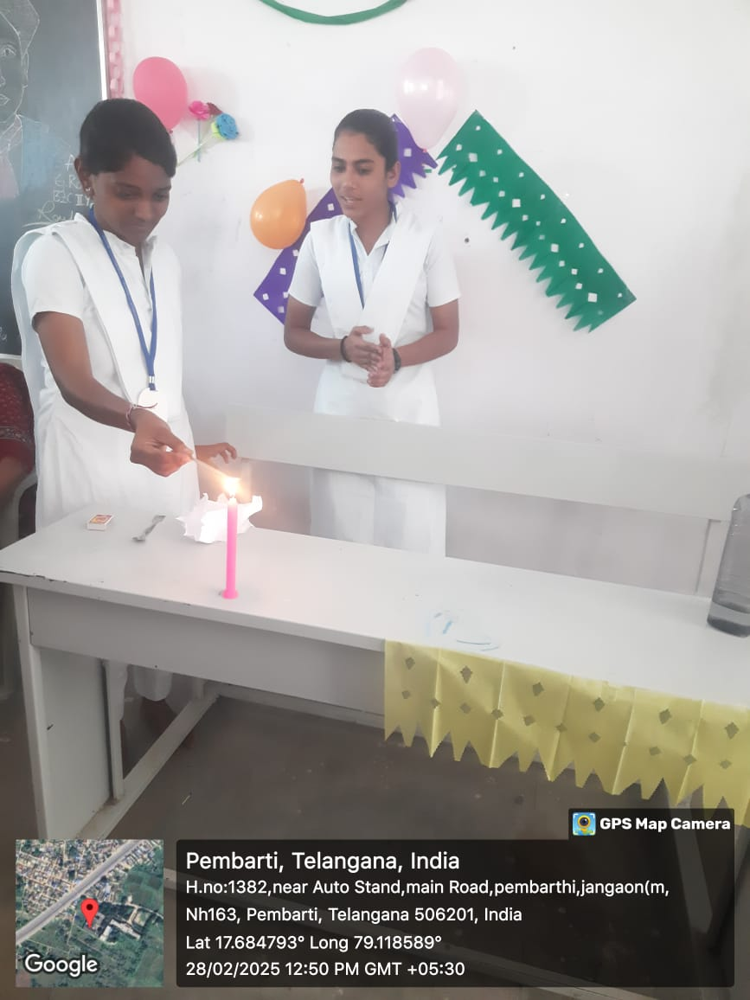 GPS Map Camera
Pembarti, Telangana, India
H.no:1382,near Auto Stand,main Road,pembarthi,jangaon(m,
Nh163, Pembarti, Telangana 506201, India
Lat 17.684793° Long 79.118589°
28/02/2025 12:50 PM GMT +05:30
Google